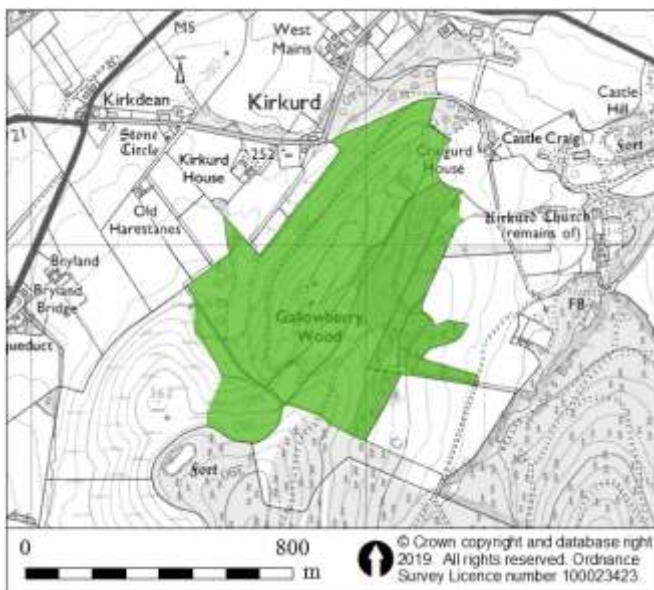 M5
West
Mains
Kirkdean
Kirkurd
Castle
Hill
Stone
Circle
Castle Craig
Fort
Craigurd
House
21
Kirkurd
House
252
Old
Harestanes
Kirkurd Church
(remains of)
Bryland
Bryland
Bridge
Gallowberry
Wood
FB
queduct
362
Fort
0
800
m
© Crown copyright and database right
2019 All rights reserved. Ordnance
Survey Licence number 100023423